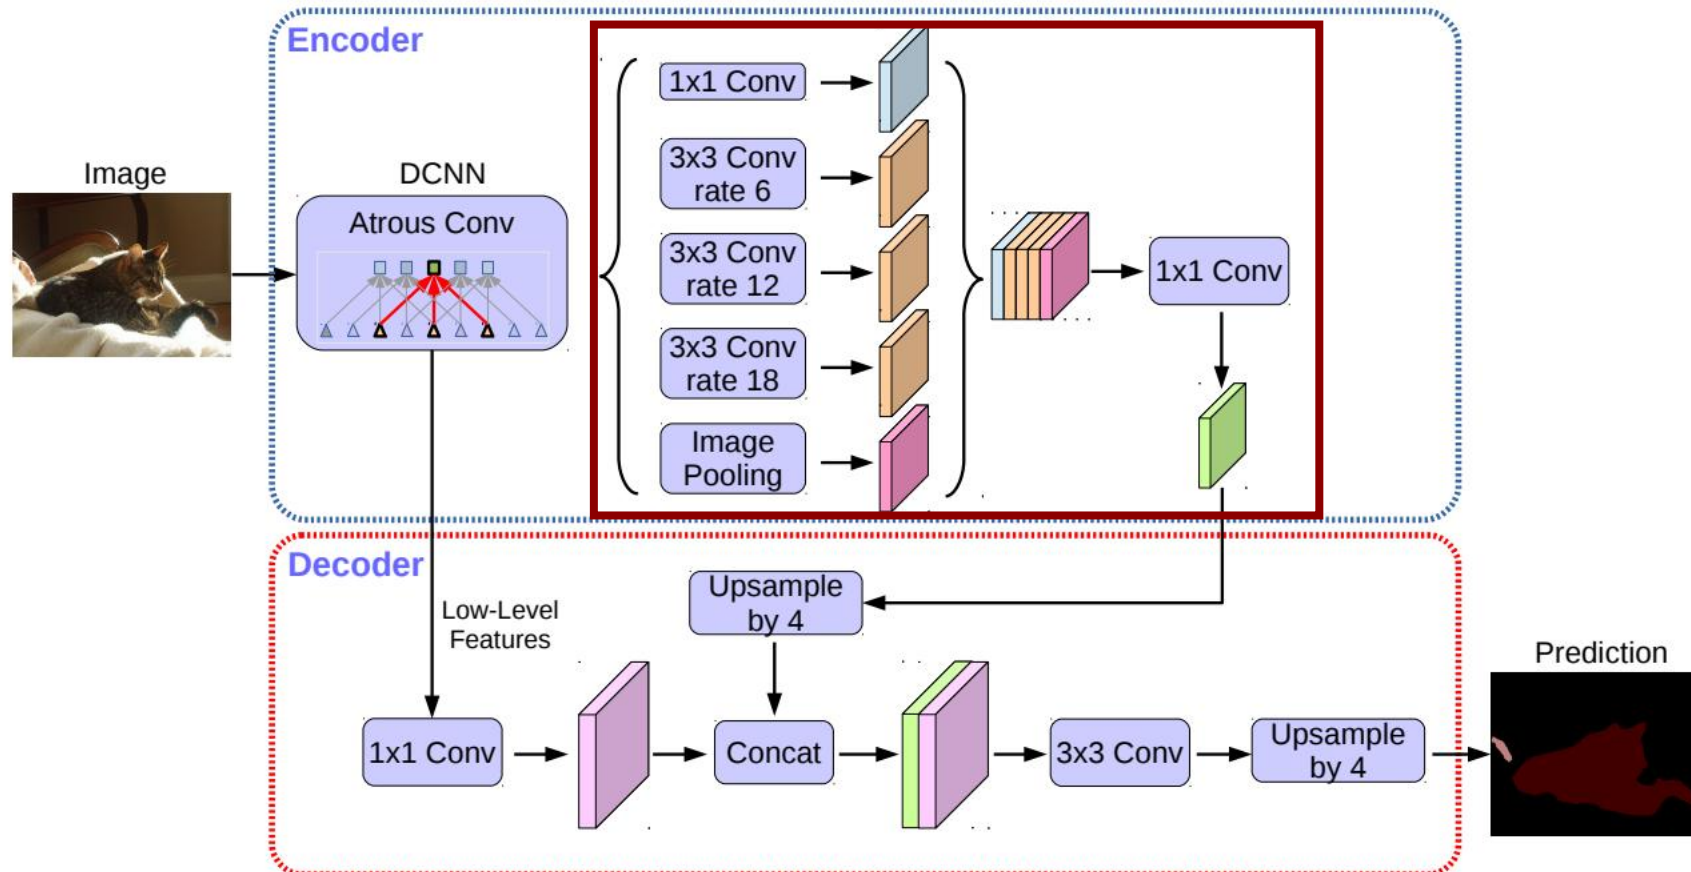 Encoder
Image
DCNN
Atrous Conv
1x1 Conv
3x3 Conv
rate 6
3x3 Conv
rate 12
3x3 Conv
rate 18
Image
Pooling
1x1 Conv
Decoder
Low-Level
Features
Upsample
by 4
1x1 Conv
Concat
3x3 Conv
Upsample
by 4
Prediction